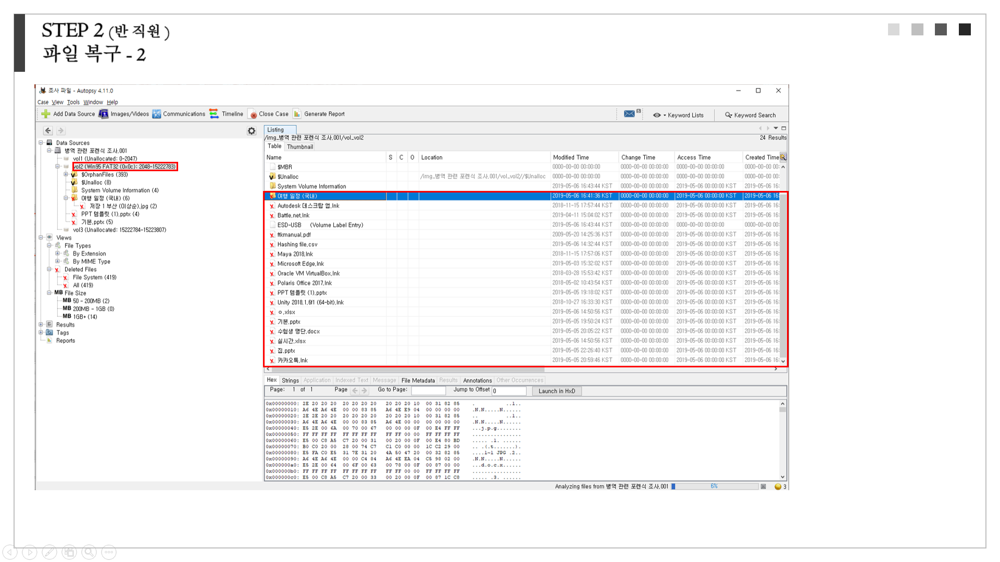 STEP 2 (반 직원 )
파일 복구 - 2
조사 파일 - Autopsy 4.11.0
Case View Tools Window Help
Add Data Source Images/Videos Communications Timeline Close Case Generate Report Keyword Lists Keyword Search
Data Sources
병역 관련 포렌식 조사.001
vol1 (Unallocated: 0-2047)
vol2 (Win95 FAT32 (0x0c): 2048-15222783)
$OrphanFiles (393)
$Unalloc (8)
System Volume Information (4)
여행 일정 (국내) (6)
저장 1 부산 (이상순).jpg (2)
PPT 템플릿 (1).pptx (4)
기본.pptx (5)
vol3 (Unallocated: 15222784-15223807)
Views
File Types
By Extension
By MIME Type
Deleted Files
File System (419)
All (419)
MB File Size
MB 50 - 200MB (2)
MB 200MB - 1GB (0)
MB 1GB+ (14)
Results
Tags
Reports
Listing
/img_병역 관련 포렌식 조사.001/vol_vol2 24 Results
Table Thumbnail
Name S C O Location Modified Time Change Time Access Time Created Time
$MBR 0000-00-00 00:00:00 0000-00-00 00:00:00 0000-00-00 00:00:00 0000-00-00 00:
$Unalloc /img_병역 관련 포렌식 조사.001/vol_vol2//$Unalloc 0000-00-00 00:00:00 0000-00-00 00:00:00 0000-00-00 00:00:00 0000-00-00 00:
System Volume Information 2019-05-06 16:43:44 KST 0000-00-00 00:00:00 2019-05-06 00:00:00 KST 2019-05-06 16:
여행 일정 (국내) 2019-05-06 16:41:36 KST 0000-00-00 00:00:00 2019-05-06 00:00:00 KST 2019-05-06 16:
Autodesk 데스크탑 앱.lnk 2018-11-15 17:57:44 KST 0000-00-00 00:00:00 2019-05-06 00:00:00 KST 2019-05-06 16:
Battle.net.lnk 2019-04-11 15:04:02 KST 0000-00-00 00:00:00 2019-05-06 00:00:00 KST 2019-05-06 16:
ESD-USB (Volume Label Entry) 2019-05-06 16:43:44 KST 0000-00-00 00:00:00 0000-00-00 00:00:00 0000-00-00 00:
ftkmanual.pdf 2009-05-20 14:25:36 KST 0000-00-00 00:00:00 2019-05-06 00:00:00 KST 2019-05-06 16:
Hashing file.csv 2019-05-06 14:32:44 KST 0000-00-00 00:00:00 2019-05-06 00:00:00 KST 2019-05-06 16:
Maya 2018.lnk 2018-11-15 17:57:06 KST 0000-00-00 00:00:00 2019-05-06 00:00:00 KST 2019-05-06 16:
Microsoft Edge.lnk 2019-05-03 15:32:02 KST 0000-00-00 00:00:00 2019-05-06 00:00:00 KST 2019-05-06 16:
Oracle VM VirtualBox.lnk 2018-03-28 15:53:42 KST 0000-00-00 00:00:00 2019-05-06 00:00:00 KST 2019-05-06 16:
Polaris Office 2017.lnk 2018-05-02 10:43:54 KST 0000-00-00 00:00:00 2019-05-06 00:00:00 KST 2019-05-06 16:
PPT 템플릿 (1).pptx 2019-05-05 19:18:02 KST 0000-00-00 00:00:00 2019-05-06 00:00:00 KST 2019-05-06 16:
Unity 2018.1.6f1 (64-bit).lnk 2018-10-27 16:33:30 KST 0000-00-00 00:00:00 2019-05-06 00:00:00 KST 2019-05-06 16:
ㅇ.xlsx 2019-05-06 14:50:56 KST 0000-00-00 00:00:00 2019-05-06 00:00:00 KST 2019-05-06 16:
기본.pptx 2019-05-05 19:50:24 KST 0000-00-00 00:00:00 2019-05-06 00:00:00 KST 2019-05-06 16:
수험생 명단.docx 2019-05-05 20:05:22 KST 0000-00-00 00:00:00 2019-05-06 00:00:00 KST 2019-05-06 16:
실시간.xlsx 2019-05-06 14:50:56 KST 0000-00-00 00:00:00 2019-05-06 00:00:00 KST 2019-05-06 16:
집.pptx 2019-05-05 22:26:40 KST 0000-00-00 00:00:00 2019-05-06 00:00:00 KST 2019-05-06 16:
카카오톡.lnk 2019-05-05 20:59:46 KST 0000-00-00 00:00:00 2019-05-06 00:00:00 KST 2019-05-06 16:
Hex Strings Application Indexed Text Message File Metadata Results Annotations Other Occurrences
Page: 1 of 1 Page Go to Page: Jump to Offset 0 Launch in HxD
0x00000000: 2E 20 20 20 20 20 20 20 20 20 20 10 00 31 82 85 . ..1..
0x00000010: A6 4E A6 4E 00 00 83 85 A6 4E E9 04 00 00 00 00 .N.N.....N......
0x00000020: 2E 2E 20 20 20 20 20 20 20 20 20 10 00 31 82 85 .. ..1..
0x00000030: A6 4E A6 4E 00 00 83 85 A6 4E 00 00 00 00 00 00 .N.N.....N......
0x00000040: E5 2E 00 6A 00 70 00 67 00 00 00 0F 00 E4 FF FF ...j.p.g........
0x00000050: FF FF FF FF FF FF FF FF FF FF 00 00 FF FF FF FF ................
0x00000060: E5 00 C8 A5 C7 20 00 31 00 20 00 0F 00 E4 80 BD ..... .1. ......
0x00000070: B0 C0 20 00 28 00 74 C7 C1 C0 00 00 1C C2 29 00 .. .(.t.......).
0x00000080: E5 FA C0 E5 31 7E 31 20 4A 50 47 20 00 32 82 85 ....1~1 JPG .2..
0x00000090: A6 4E A6 4E 00 00 C4 84 A6 4E EA 04 C5 98 02 00 .N.N.....N......
0x000000a0: E5 2E 00 64 00 6F 00 63 00 78 00 0F 00 87 00 00 ...d.o.c.x......
0x000000b0: FF FF FF FF FF FF FF FF FF FF 00 00 FF FF FF FF ................
0x000000c0: E5 00 C8 A5 C7 20 00 33 00 20 00 0F 00 87 1C C8 ..... .3. ......
Analyzing files from 병역 관련 포렌식 조사.001 6% 3